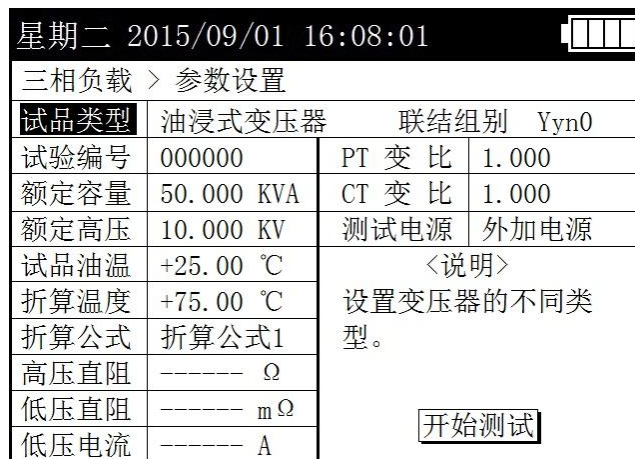 星期二 2015/09/01 16:08:01
三相负载 > 参数设置
试品类型 油浸式变压器 联结组别 Yyn0
试验编号 000000 PT 变 比 1.000
额定容量 50.000 KVA CT 变 比 1.000
额定高压 10.000 KV 测试电源 外加电源
试品油温 +25.00 ℃ <说明>
折算温度 +75.00 ℃ 设置变压器的不同类
折算公式 折算公式1 型。
高压直阻 ------ Ω
低压直阻 ------ mΩ 开始测试
低压电流 ------ A